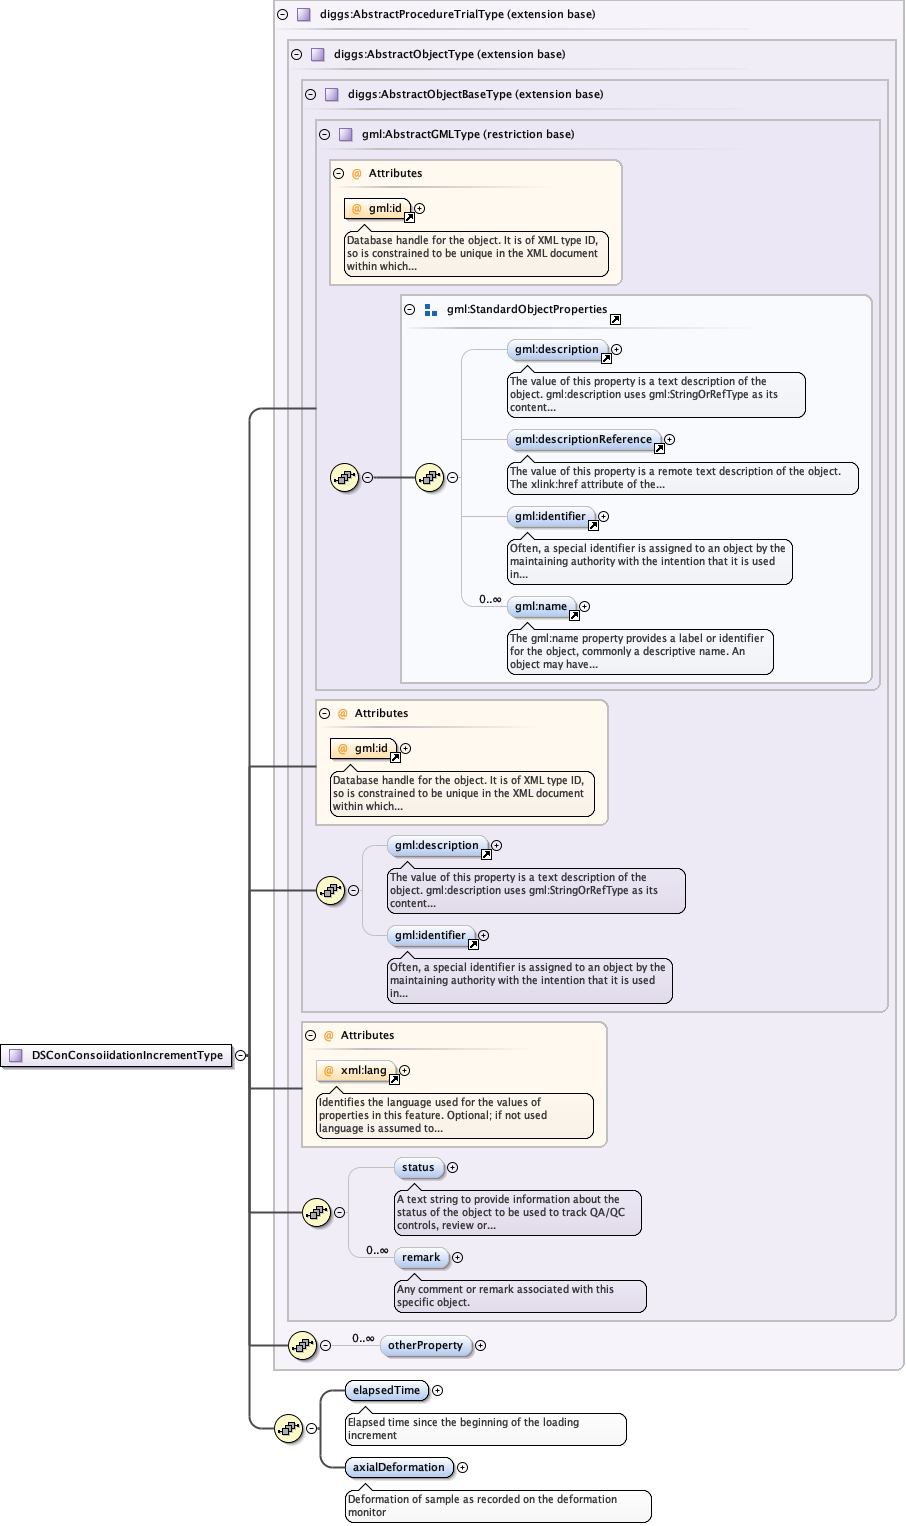 diggs:AbstractProcedureTrialType (extension base)
diggs:AbstractObjectType (extension base)
diggs:AbstractObjectBaseType (extension base)
gml:AbstractGMLType (restriction base)
@ Attributes
@ gml:id
Database handle for the object. It is of XML type ID,
so is constrained to be unique in the XML document
within which...
gml:StandardObjectProperties
gml:description
The value of this property is a text description of the
object. gml:description uses gml:StringOrRefType as its
content...
gml:descriptionReference
The value of this property is a remote text description of the object.
The xlink:href attribute of the...
gml:identifier
Often, a special identifier is assigned to an object by the
maintaining authority with the intention that it is used
in...
0..∞
gml:name
The gml:name property provides a label or identifier
for the object, commonly a descriptive name. An
object may have...
@ Attributes
@ gml:id
Database handle for the object. It is of XML type ID,
so is constrained to be unique in the XML document
within which...
gml:description
The value of this property is a text description of the
object. gml:description uses gml:StringOrRefType as its
content...
gml:identifier
Often, a special identifier is assigned to an object by the
maintaining authority with the intention that it is used
in...
DSConConsoiidationIncrementType
@ Attributes
@ xml:lang
Identifies the language used for the values of
properties in this feature. Optional; if not used
language is assumed to...
status
A text string to provide information about the
status of the object to be used to track QA/QC
controls, review or...
0..∞
remark
Any comment or remark associated with this
specific object.
0..∞
otherProperty
elapsedTime
Elapsed time since the beginning of the loading
increment
axialDeformation
Deformation of sample as recorded on the deformation
monitor